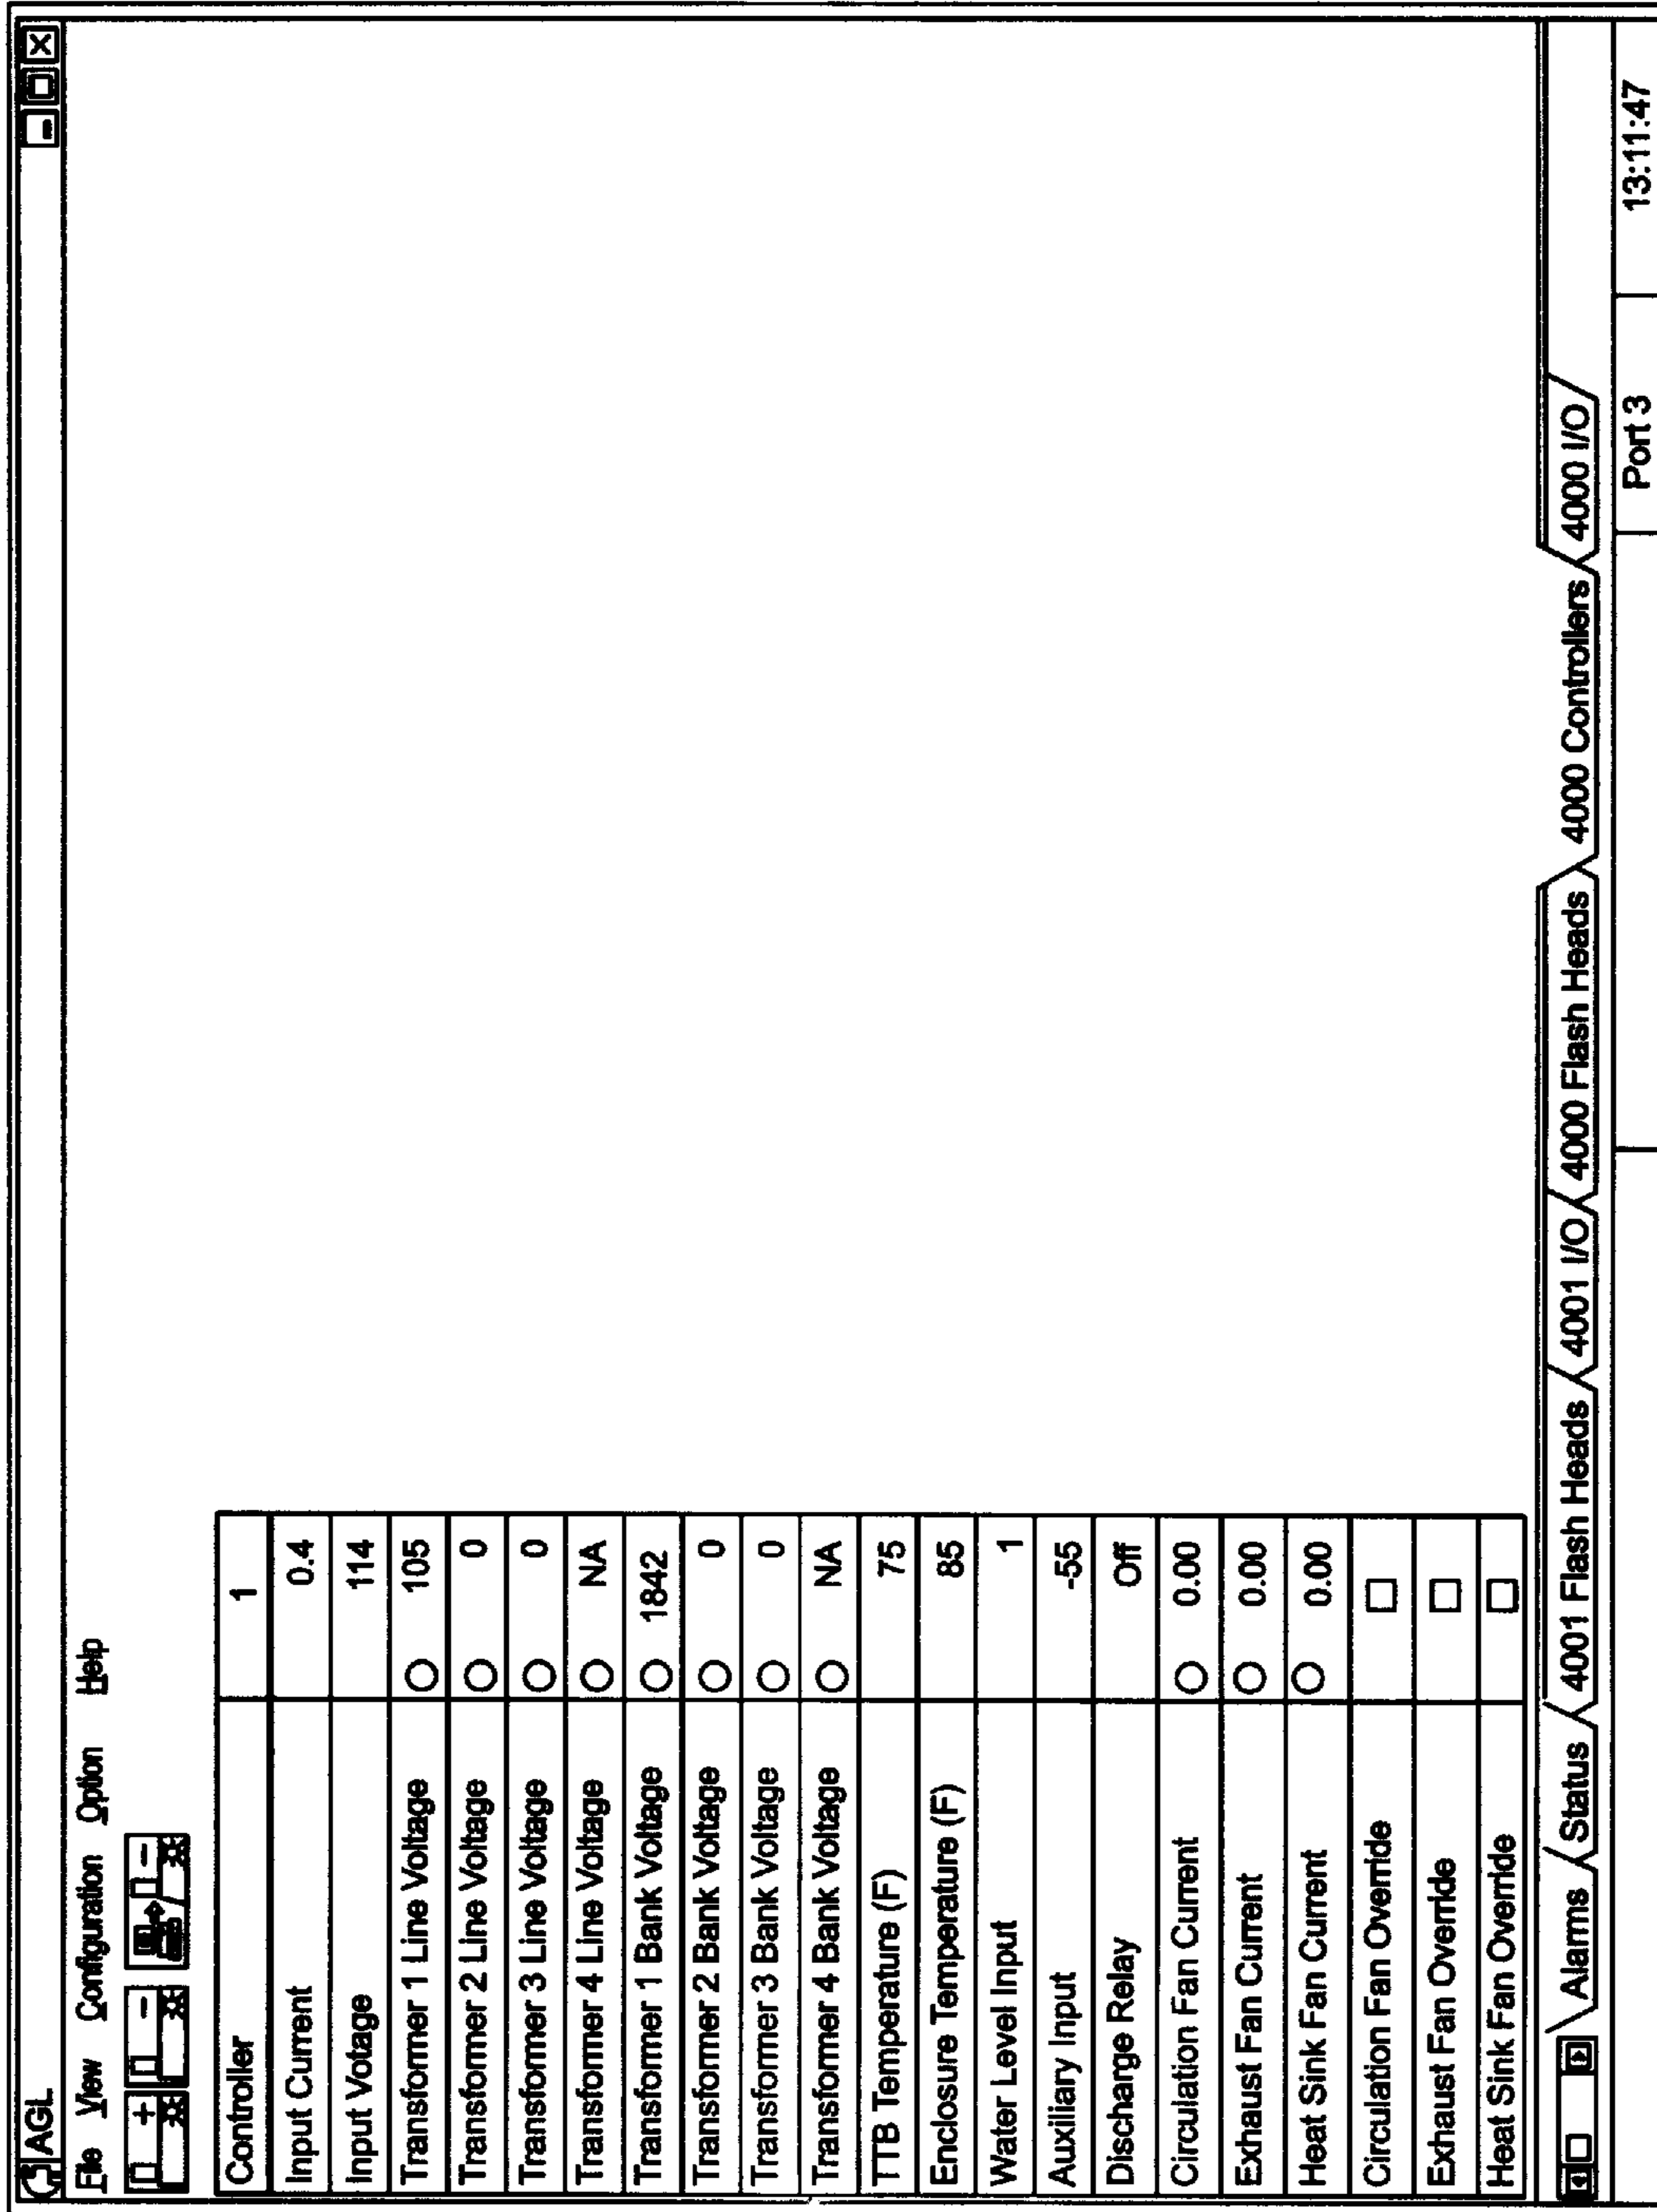 AGL
File View Configuration Option Help
Controller 1
Input Current 0.4
Input Votage 114
Transformer 1 Line Voltage 105
Transformer 2 Line Voltage 0
Transformer 3 Line Voltage 0
Transformer 4 Line Voltage NA
Transformer 1 Bank Voltage 1842
Transformer 2 Bank Voltage 0
Transformer 3 Bank Voltage 0
Transformer 4 Bank Voltage NA
TTB Temperature (F) 75
Enclosure Temperature (F) 85
Water Level Input 1
Auxiliary Input -55
Discharge Relay Off
Circulation Fan Current 0.00
Exhaust Fan Current 0.00
Heat Sink Fan Current 0.00
Circulation Fan Override
Exhaust Fan Override
Heat Sink Fan Override
Alarms Status 4001 Flash Heads 4001 I/O 4000 Flash Heads 4000 Controllers 4000 I/O
Port 3 13:11:47